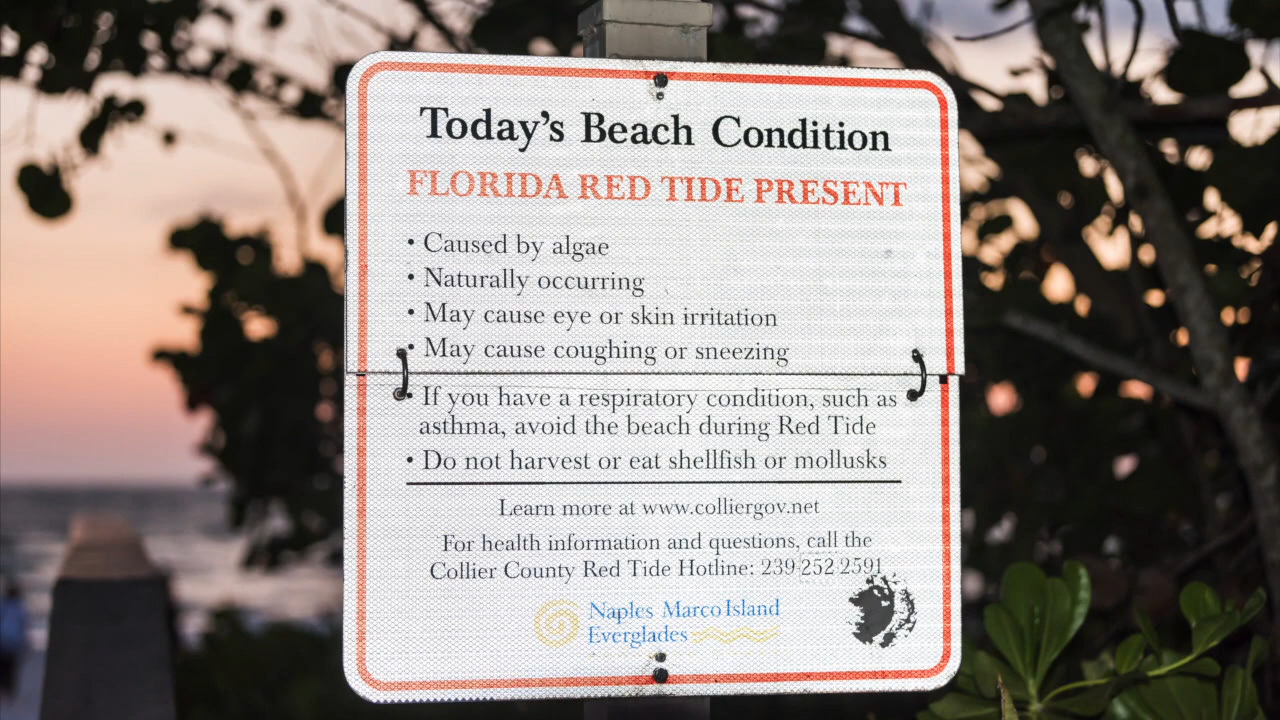 Today's Beach Condition
FLORIDA RED TIDE PRESENT
• Caused by algae
• Naturally occurring
• May cause eye or skin irritation
• May cause coughing or sneezing
If you have a respiratory condition, such as
asthma, avoid the beach during Red Tide
• Do not harvest or eat shellfish or mollusks
Learn more at www.colliergov.net
For health information and questions, call the
Collier County Red Tide Hotline: 239 252 2591
Naples Marco Island
Everglades